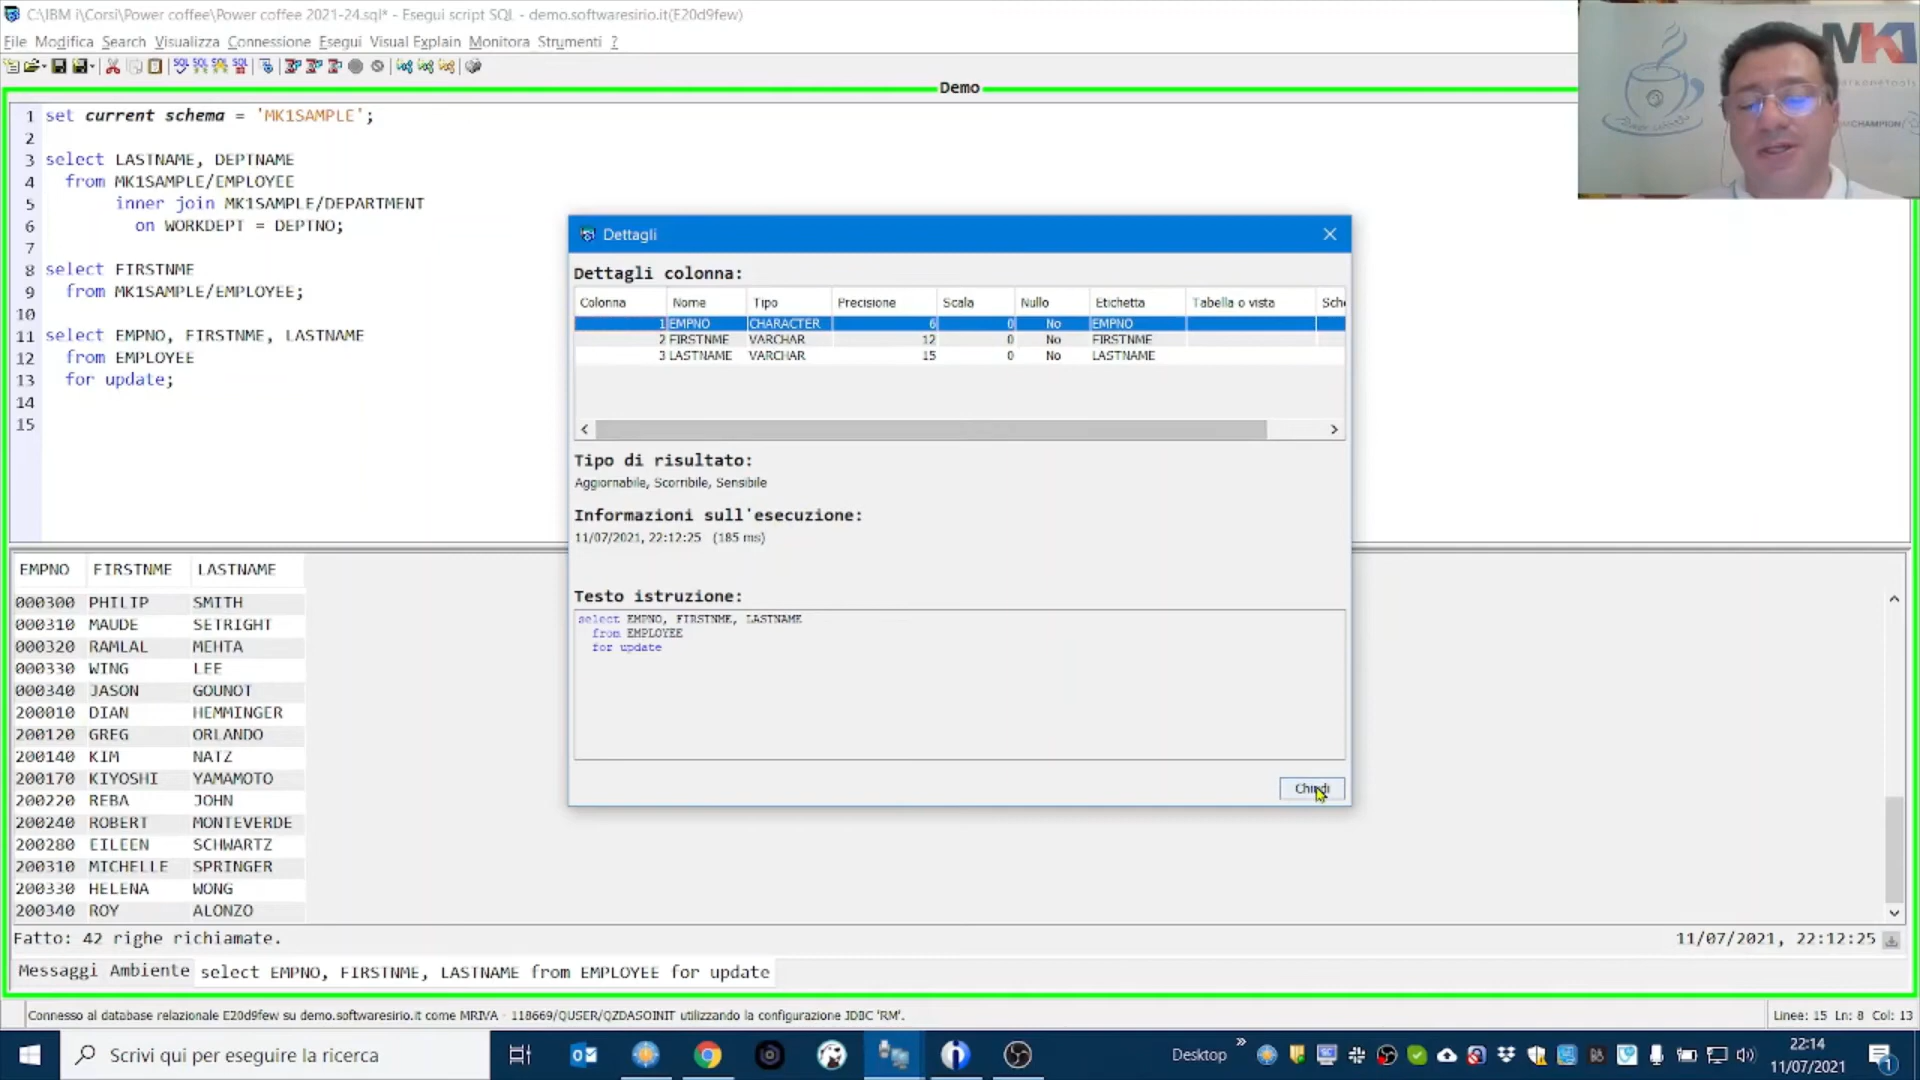 C:\IBM i\Corsi\Power coffee\Power coffee 2021-24.sql* - Esegui script SQL - demo.softwaresirio.it(E20d9few)
File Modifica Search Visualizza Connessione Esegui Visual Explain Monitora Strumenti ?
Demo
1 set current schema = 'MK1SAMPLE';
2
3 select LASTNAME, DEPTNAME
4 from MK1SAMPLE/EMPLOYEE
5 inner join MK1SAMPLE/DEPARTMENT
6 on WORKDEPT = DEPTNO;
7
8 select FIRSTNME
9 from MK1SAMPLE/EMPLOYEE;
10
11 select EMPNO, FIRSTNME, LASTNAME
12 from EMPLOYEE
13 for update;
14
15
MK1
CHAMPION
Dettagli
Dettagli colonna:
Colonna Nome Tipo Precisione Scala Nullo Etichetta Tabella o vista Sche
1 EMPNO CHARACTER 6 0 No EMPNO
2 FIRSTNME VARCHAR 12 0 No FIRSTNME
3 LASTNAME VARCHAR 15 0 No LASTNAME
Tipo di risultato:
Aggiornabile, Scorribile, Sensibile
Informazioni sull'esecuzione:
11/07/2021, 22:12:25 (185 ms)
Testo istruzione:
select EMPNO, FIRSTNME, LASTNAME
from EMPLOYEE
for update
Chiudi
EMPNO FIRSTNME LASTNAME
000300 PHILIP SMITH
000310 MAUDE SETRIGHT
000320 RAMLAL MEHTA
000330 WING LEE
000340 JASON GOUNOT
200010 DIAN HEMMINGER
200120 GREG ORLANDO
200140 KIM NATZ
200170 KIYOSHI YAMAMOTO
200220 REBA JOHN
200240 ROBERT MONTEVERDE
200280 EILEEN SCHWARTZ
200310 MICHELLE SPRINGER
200330 HELENA WONG
200340 ROY ALONZO
Fatto: 42 righe richiamate.
11/07/2021, 22:12:25
Messaggi Ambiente select EMPNO, FIRSTNME, LASTNAME from EMPLOYEE for update
Connesso al database relazionale E20d9few su demo.softwaresirio.it come MRIVA - 118669/QUSER/QZDASOINIT utilizzando la configurazione JDBC 'RM'.
Linee: 15 Ln: 8 Col: 13
Scrivi qui per eseguire la ricerca
Desktop
22:14
11/07/2021
1